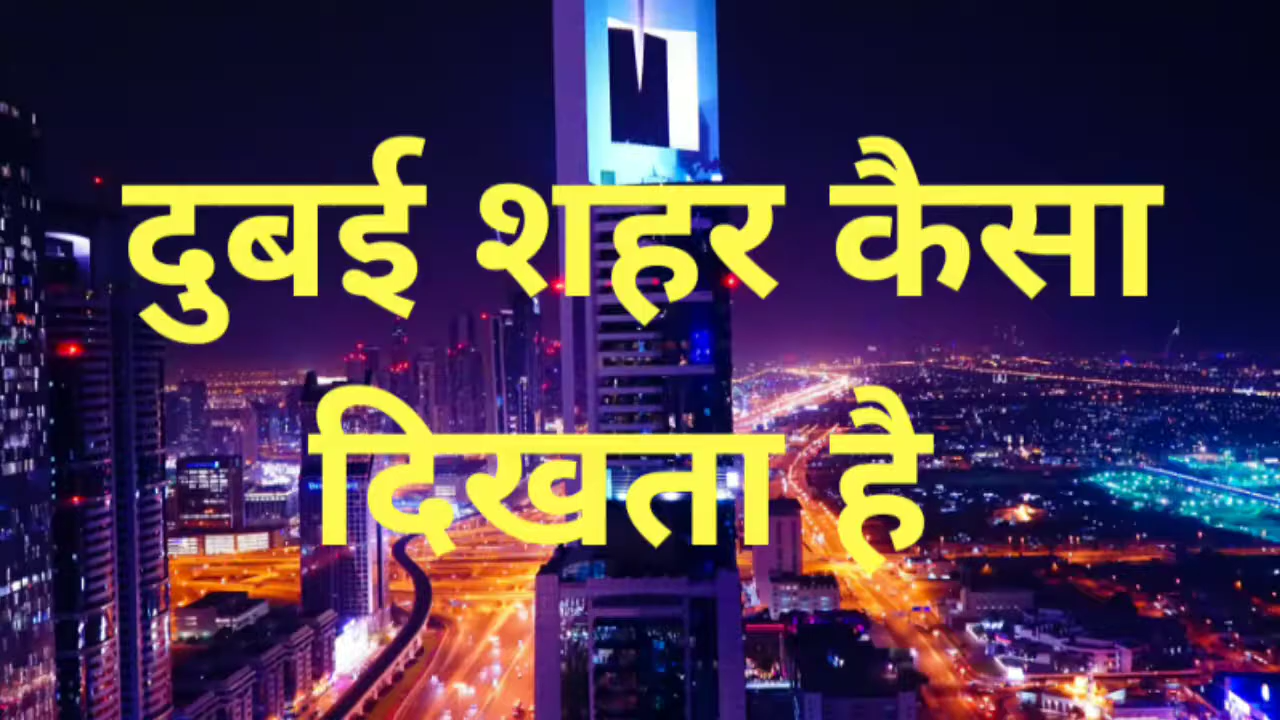 दुबई शहर कैसा
दिखता है